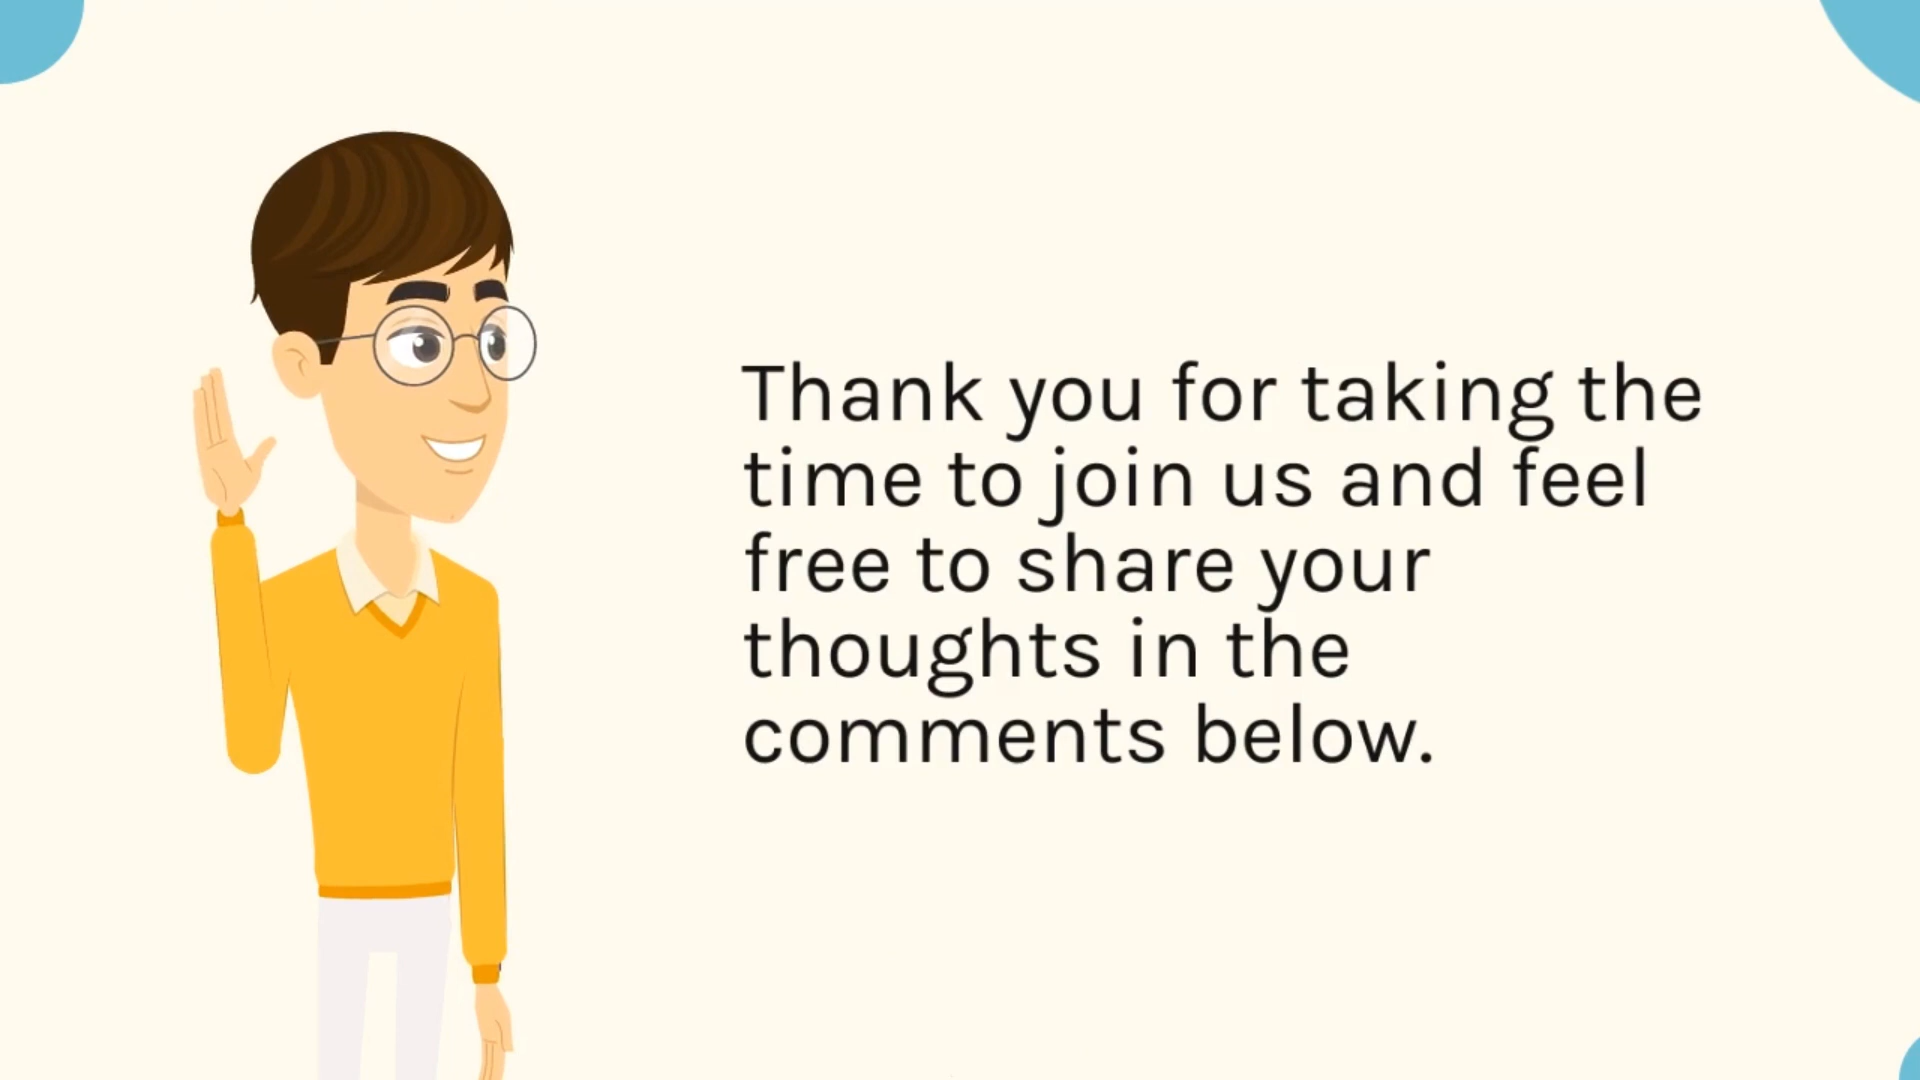 Thank you for taking the
time to join us and feel
free to share your
thoughts in the
comments below.